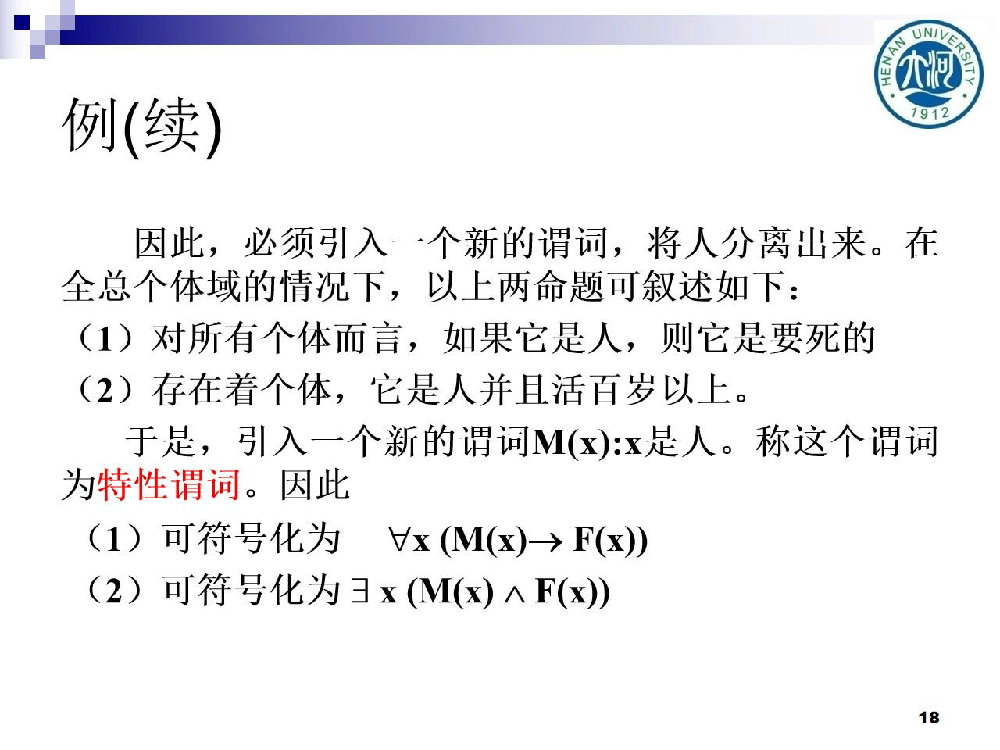 HENAN UNIVERSITY
1912
例(续)
因此，必须引入一个新的谓词，将人分离出来。在
全总个体域的情况下，以上两命题可叙述如下：
（1）对所有个体而言，如果它是人，则它是要死的
（2）存在着个体，它是人并且活百岁以上。
于是，引入一个新的谓词M(x):x是人。称这个谓词
为特性谓词。因此
（1）可符号化为 ∀x (M(x)→ F(x))
（2）可符号化为 ∃ x (M(x) ∧ F(x))
18